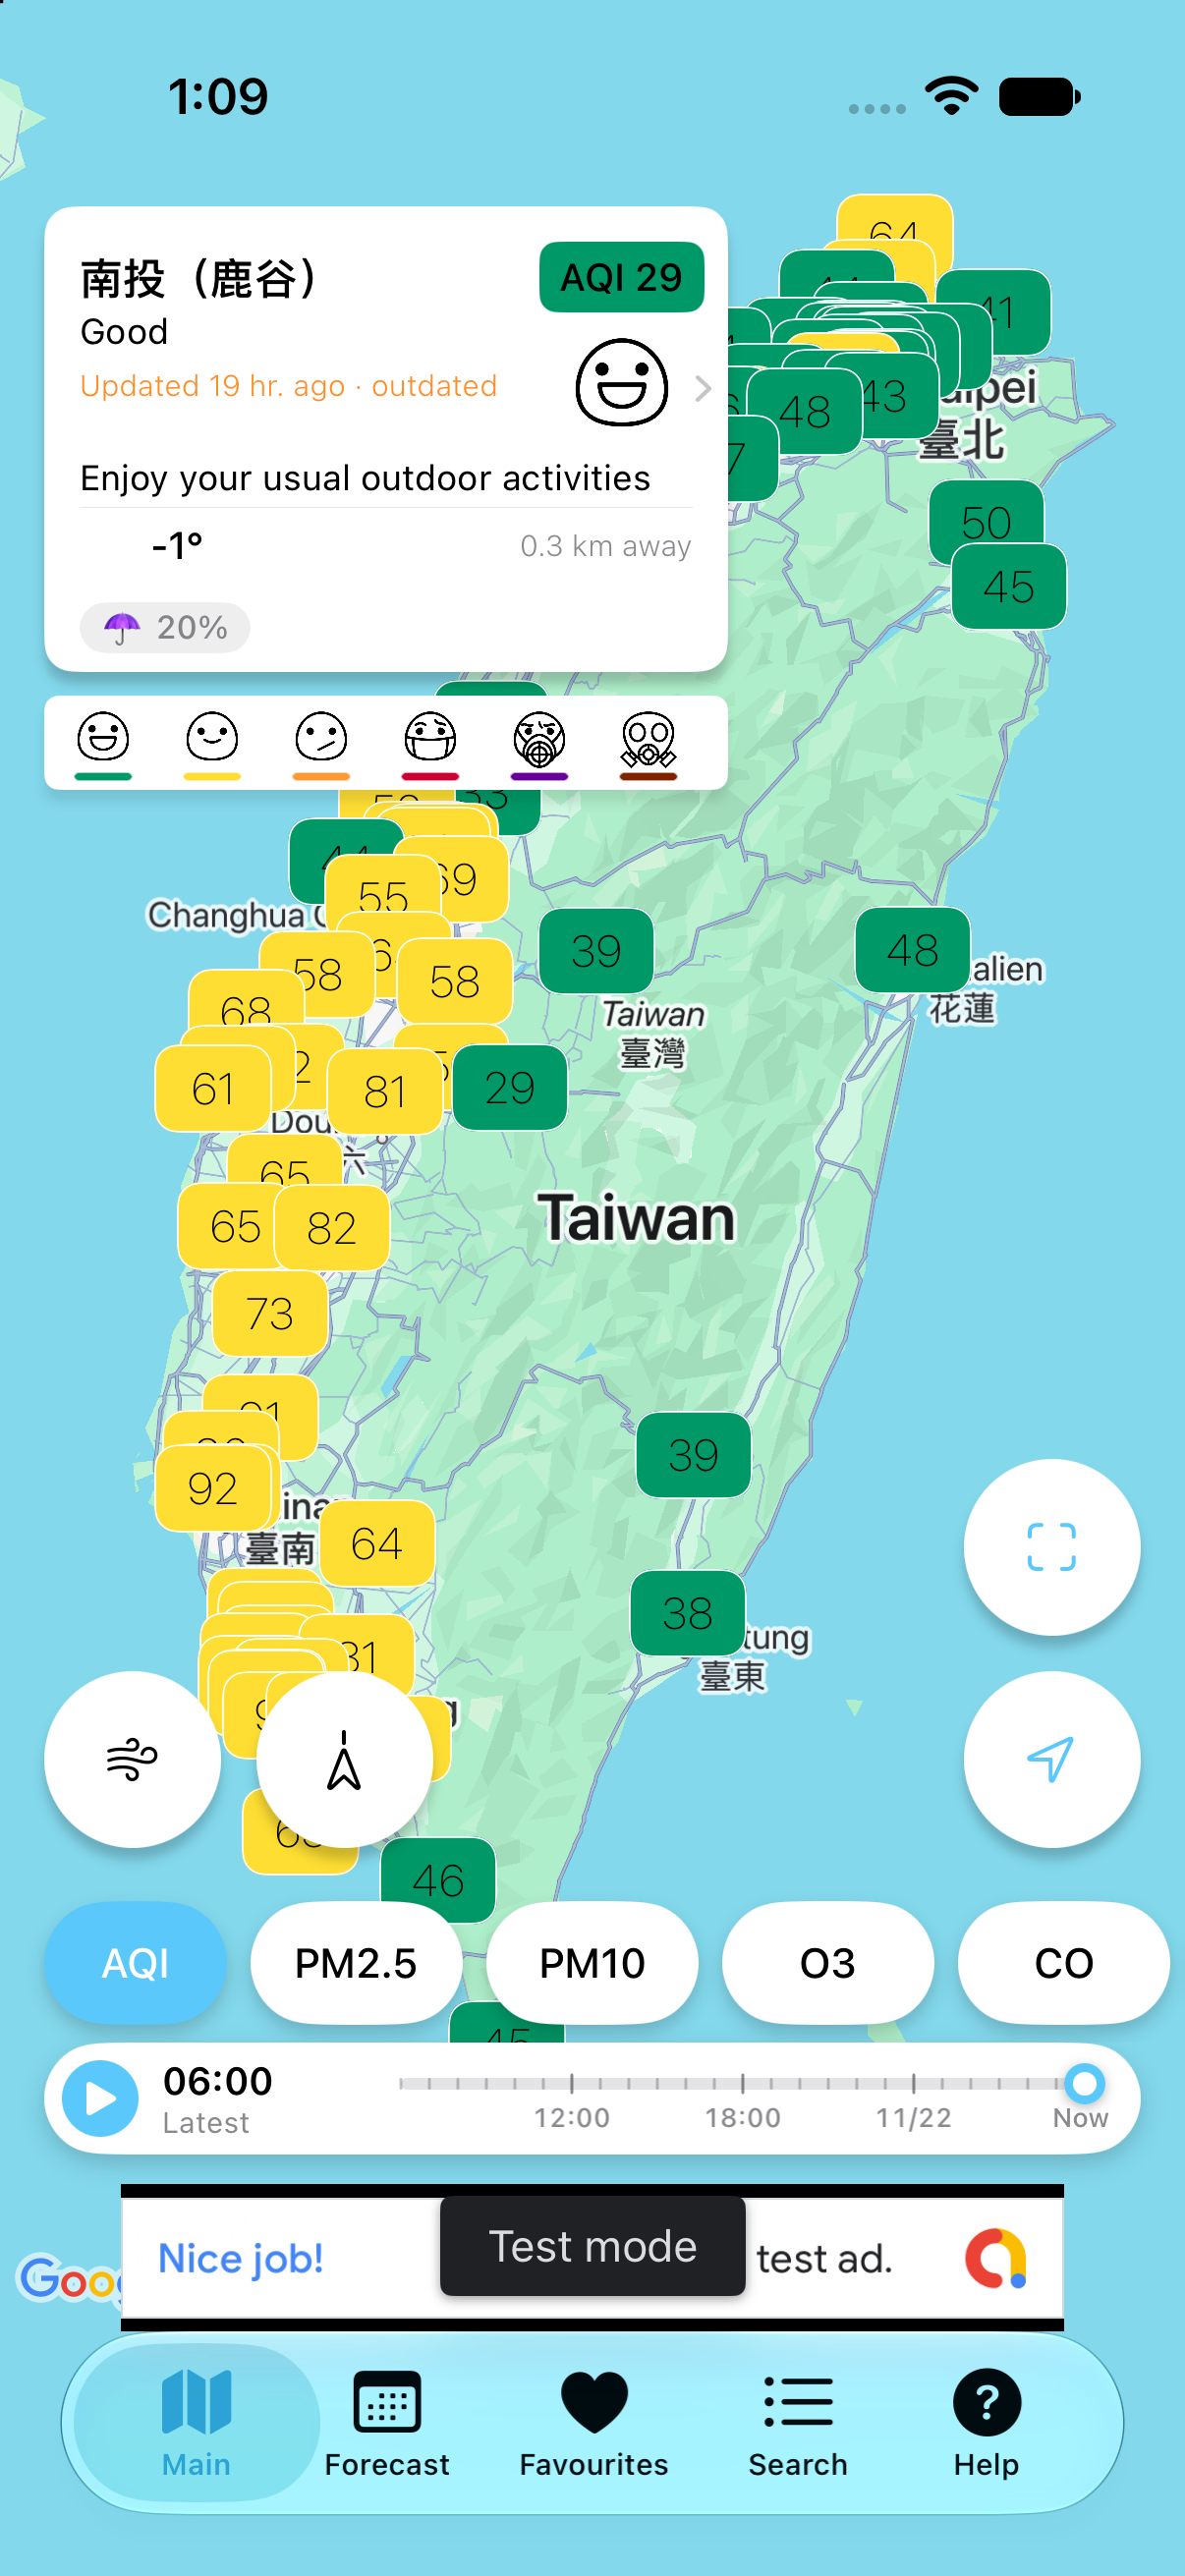 1:09
南投（鹿谷）
AQI 29
Good
Updated 19 hr. ago · outdated
Enjoy your usual outdoor activities
-1°
0.3 km away
20%
64
41
43
48
臺北
50
45
55
Changhua
39
48
58
58
68
Taiwan
臺灣
花蓮
61
81
29
65
65
82
Taiwan
73
92
39
臺南
64
38
臺東
46
AQI
PM2.5
PM10
O3
CO
45
06:00
Latest
12:00
18:00
11/22
Now
Nice job!
Test mode
test ad.
Main
Forecast
Favourites
Search
Help